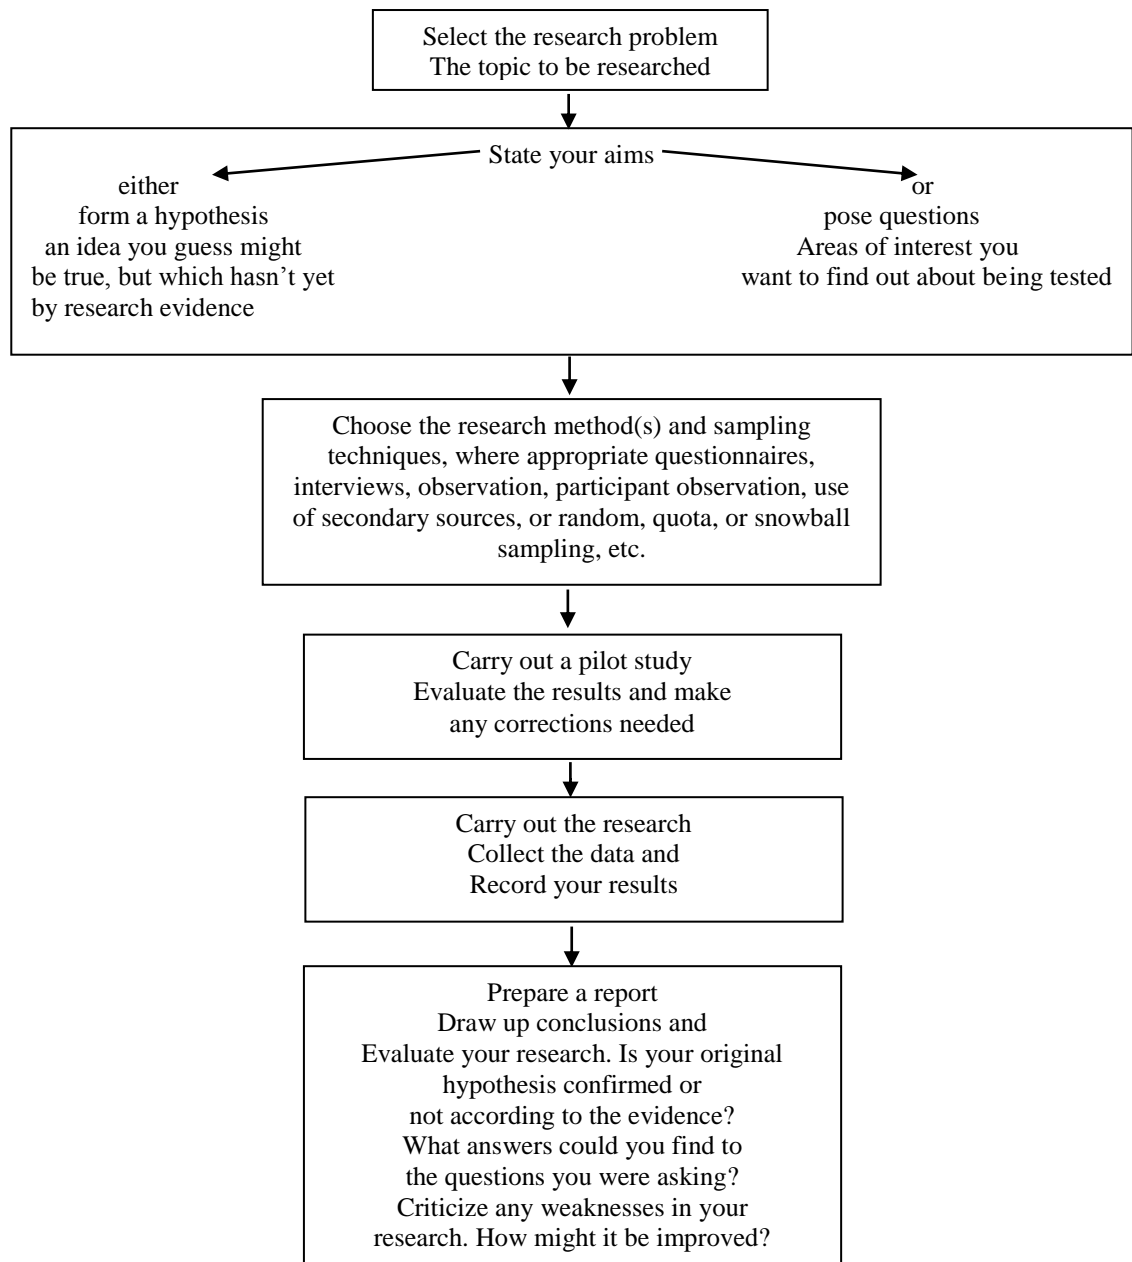 Select the research problem
The topic to be researched
State your aims
either
form a hypothesis
an idea you guess might
be true, but which hasn't yet
by research evidence
or
pose questions
Areas of interest you
want to find out about being tested
Choose the research method(s) and sampling
techniques, where appropriate questionnaires,
interviews, observation, participant observation, use
of secondary sources, or random, quota, or snowball
sampling, etc.
Carry out a pilot study
Evaluate the results and make
any corrections needed
Carry out the research
Collect the data and
Record your results
Prepare a report
Draw up conclusions and
Evaluate your research. Is your original
hypothesis confirmed or
not according to the evidence?
What answers could you find to
the questions you were asking?
Criticize any weaknesses in your
research. How might it be improved?